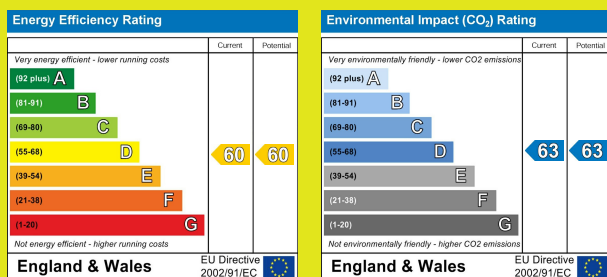 Energy Efficiency Rating
Current Potential
Very energy efficient - lower running costs
(92 plus) A
(81-91) B
(69-80) C
(55-68) D
60 60
(39-54) E
(21-38) F
(1-20) G
Not energy efficient - higher running costs
England & Wales
EU Directive
2002/91/EC
Environmental Impact (CO₂) Rating
Current Potential
Very environmentally friendly - lower CO2 emissions
(92 plus) A
(81-91) B
(69-80) C
(55-68) D
63 63
(39-54) E
(21-38) F
(1-20) G
Not environmentally friendly - higher CO2 emissions
England & Wales
EU Directive
2002/91/EC